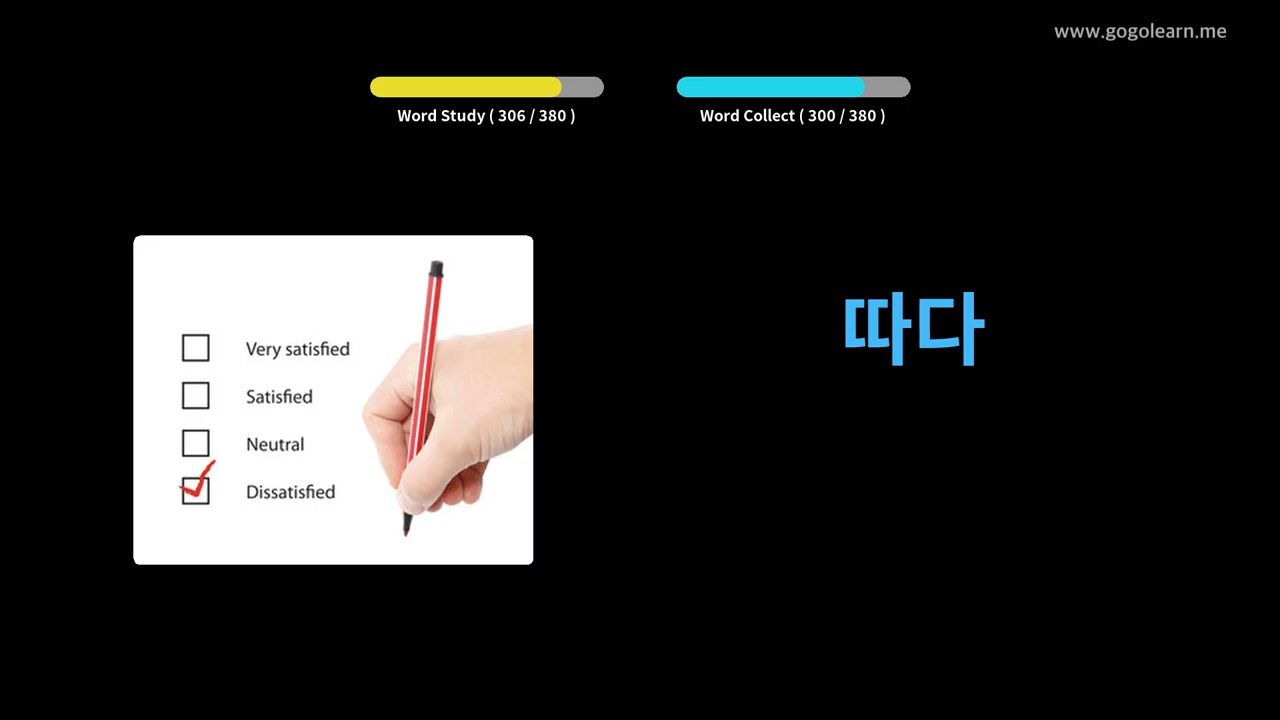 www.gogolearn.me
Word Study ( 306 / 380 )
Word Collect ( 300 / 380 )
Very satisfied
Satisfied
Neutral
Dissatisfied
따다